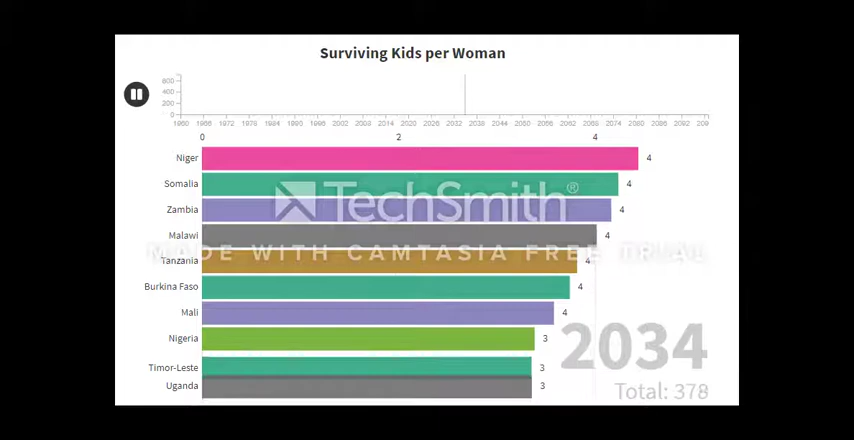 Surviving Kids per Woman
600
400
200
0
1960 1966 1972 1978 1984 1990 1996 2002 2008 2014 2020 2026 2032 2038 2044 2050 2056 2062 2068 2074 2080 2086 2092 209
0 2 4
Niger 4
Somalia 4
TechSmith®
Zambia 4
Malawi 4
MADE WITH CAMTASIA FREE TRIAL
Tanzania 4
Burkina Faso 4
Mali 4
Nigeria 3
2034
Timor-Leste 3
Uganda 3
Total: 378